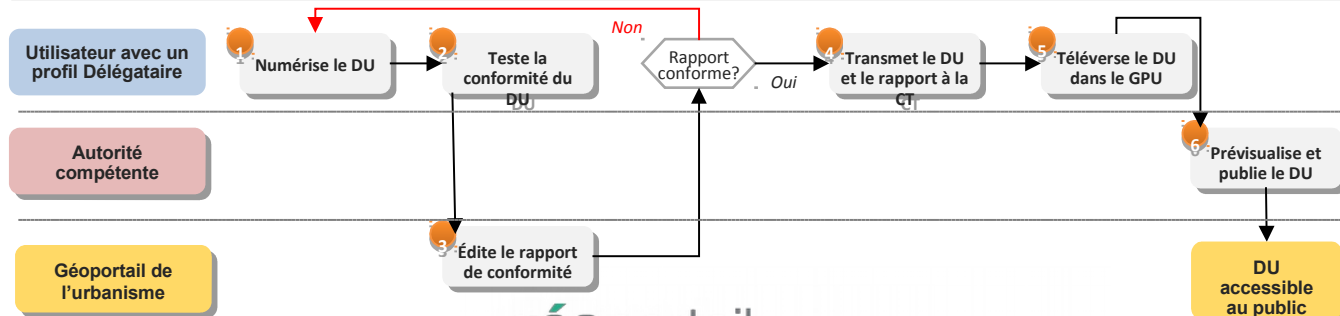 Non
Utilisateur avec un
profil Délégataire
1
Numérise le DU
2
Teste la
conformité du
DU
Rapport
conforme?
Oui
4
Transmet le DU
et le rapport à la
CT
5
Téléverse le DU
dans le GPU
Autorité
compétente
6
Prévisualise et
publie le DU
Géoportail de
l'urbanisme
3
Édite le rapport
de conformité
DU
accessible
au public